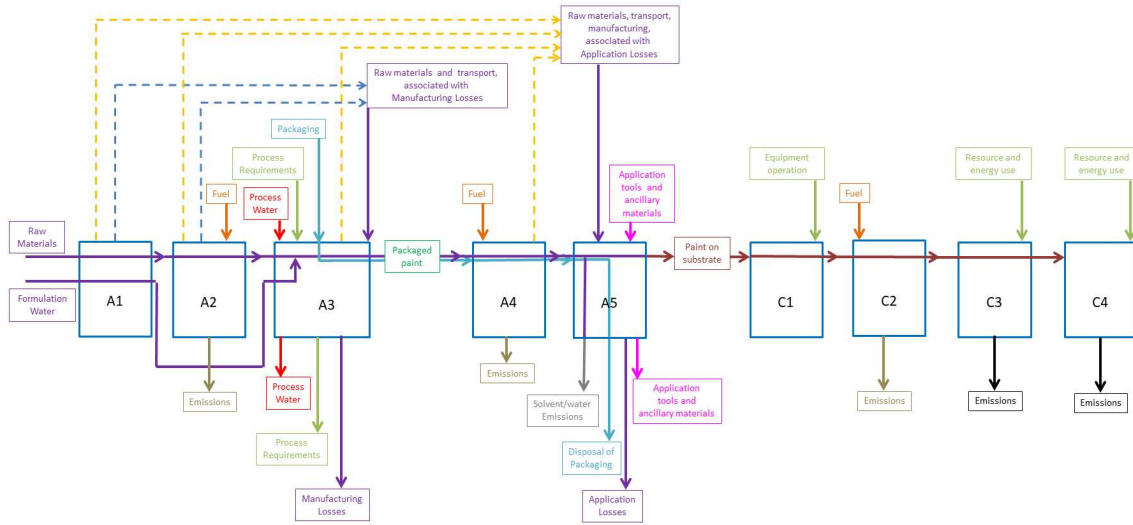 Raw materials, transport,
manufacturing,
associated with
Application Losses
Raw materials and transport,
associated with
Manufacturing Losses
Packaging
Process
Requirements
Equipment
operation
Resource and
energy use
Resource and
energy use
Application
tools and
ancillary
materials
Fuel
Process
Water
Fuel
Fuel
Raw
Materials
Packaged
paint
Paint on
substrate
Formulation
Water
A1
A2
A3
A4
A5
C1
C2
C3
C4
Emissions
Process
Water
Emissions
Solvent/water
Emissions
Application
tools and
ancillary materials
Emissions
Emissions
Emissions
Process
Requirements
Disposal of
Packaging
Manufacturing
Losses
Application
Losses